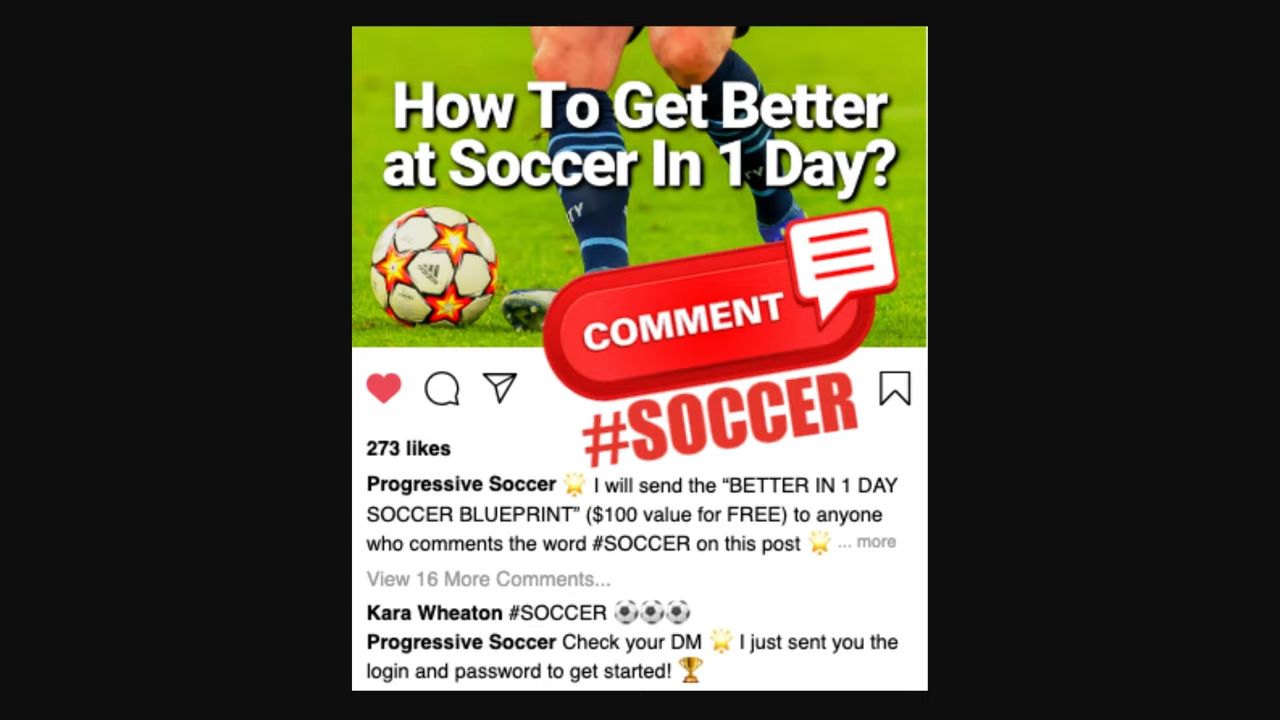 How To Get Better
at Soccer In 1 Day?
COMMENT
#SOCCER
273 likes
Progressive Soccer 🌟 I will send the “BETTER IN 1 DAY
SOCCER BLUEPRINT” ($100 value for FREE) to anyone
who comments the word #SOCCER on this post 🌟 ... more
View 16 More Comments...
Kara Wheaton #SOCCER ⚽⚽⚽
Progressive Soccer Check your DM 🌟 I just sent you the
login and password to get started! 🏆